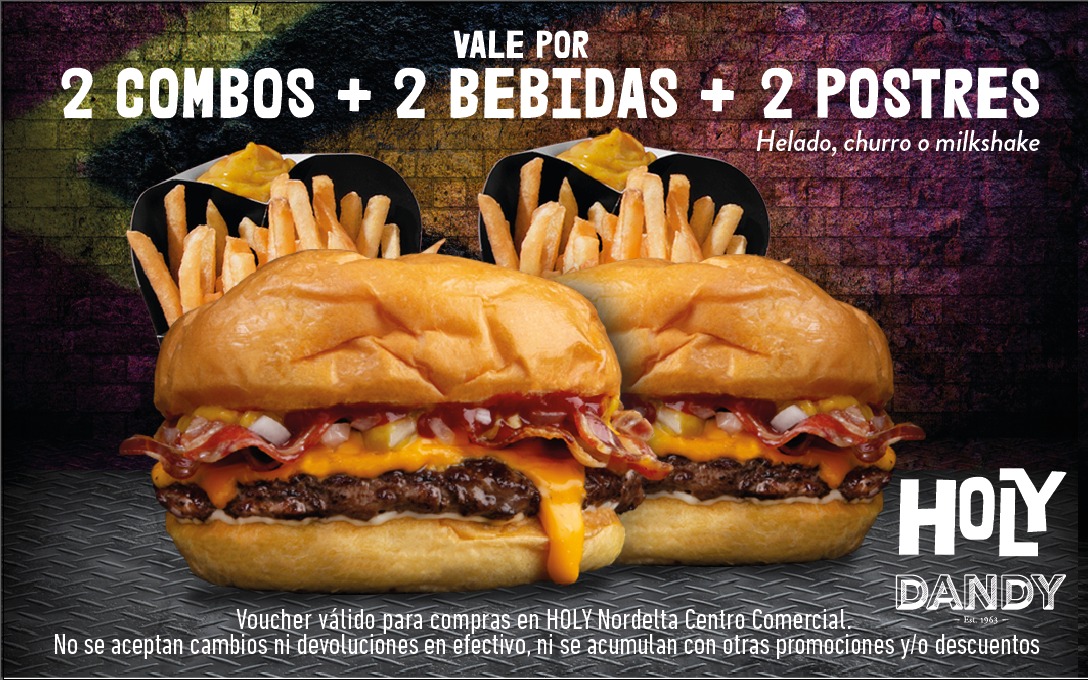 VALE POR
2 COMBOS + 2 BEBIDAS + 2 POSTRES
Helado, churro o milkshake
HOLY
DANDY
Est. 1963
Voucher válido para compras en HOLY Nordelta Centro Comercial.
No se aceptan cambios ni devoluciones en efectivo, ni se acumulan con otras promociones y/o descuentos